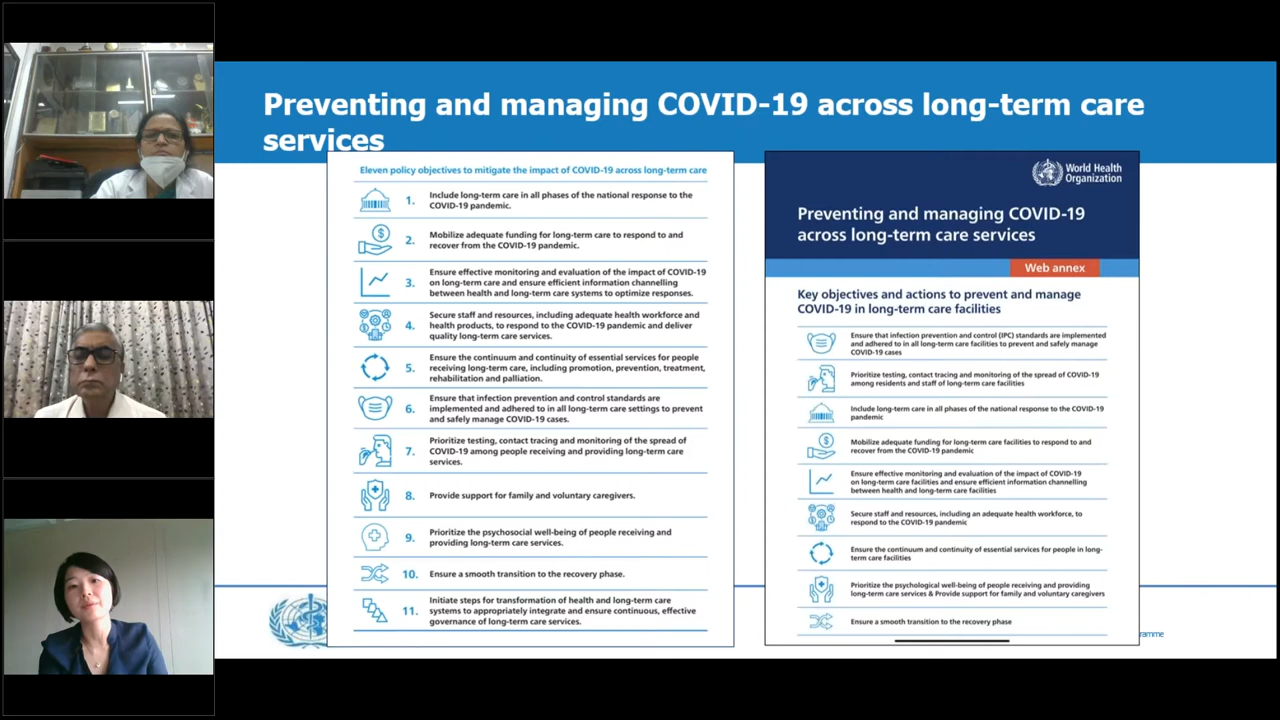 Preventing and managing COVID-19 across long-term care
services
Eleven policy objectives to mitigate the impact of COVID-19 across long-term care
1. Include long-term care in all phases of the national response to the
COVID-19 pandemic.
2. Mobilize adequate funding for long-term care to respond to and
recover from the COVID-19 pandemic.
3. Ensure effective monitoring and evaluation of the impact of COVID-19
on long-term care and ensure efficient information channelling
between health and long-term care systems to optimize responses.
4. Secure staff and resources, including adequate health workforce and
health products, to respond to the COVID-19 pandemic and deliver
quality long-term care services.
5. Ensure the continuum and continuity of essential services for people
receiving long-term care, including promotion, prevention, treatment,
rehabilitation and palliation.
6. Ensure that infection prevention and control standards are
implemented and adhered to in all long-term care settings to prevent
and safely manage COVID-19 cases.
7. Prioritize testing, contact tracing and monitoring of the spread of
COVID-19 among people receiving and providing long-term care
services.
8. Provide support for family and voluntary caregivers.
9. Prioritize the psychosocial well-being of people receiving and
providing long-term care services.
10. Ensure a smooth transition to the recovery phase.
11. Initiate steps for transformation of health and long-term care
systems to appropriately integrate and ensure continuous, effective
governance of long-term care services.
World Health
Organization
Preventing and managing COVID-19
across long-term care services
Web annex
Key objectives and actions to prevent and manage
COVID-19 in long-term care facilities
Ensure that infection prevention and control (IPC) standards are implemented
and adhered to in all long-term care facilities to prevent and safely manage
COVID-19 cases
Prioritize testing, contact tracing and monitoring of the spread of COVID-19
among residents and staff of long-term care facilities
Include long-term care in all phases of the national response to the COVID-19
pandemic
Mobilize adequate funding for long-term care facilities to respond to and
recover from the COVID-19 pandemic
Ensure effective monitoring and evaluation of the impact of COVID-19
on long-term care facilities and ensure efficient information channelling
between health and long-term care facilities
Secure staff and resources, including an adequate health workforce, to
respond to the COVID-19 pandemic
Ensure the continuum and continuity of essential services for people in long-
term care facilities
Prioritize the psychological well-being of people receiving and providing
long-term care services & Provide support for family and voluntary caregivers
Ensure a smooth transition to the recovery phase
ramme